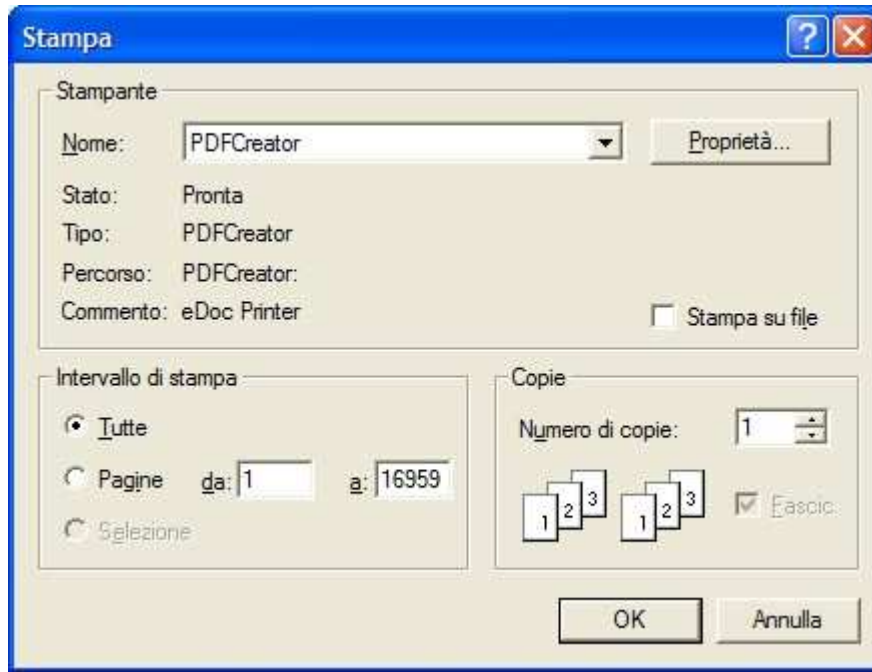 Stampa
Stampante
Nome: PDFCreator Proprietà...
Stato: Pronta
Tipo: PDFCreator
Percorso: PDFCreator:
Commento: eDoc Printer Stampa su file
Intervallo di stampa Copie
Tutte Numero di copie: 1
Pagine da: 1 a: 16959 1 2 3 1 2 3 Fascic.
Selezione
OK Annulla